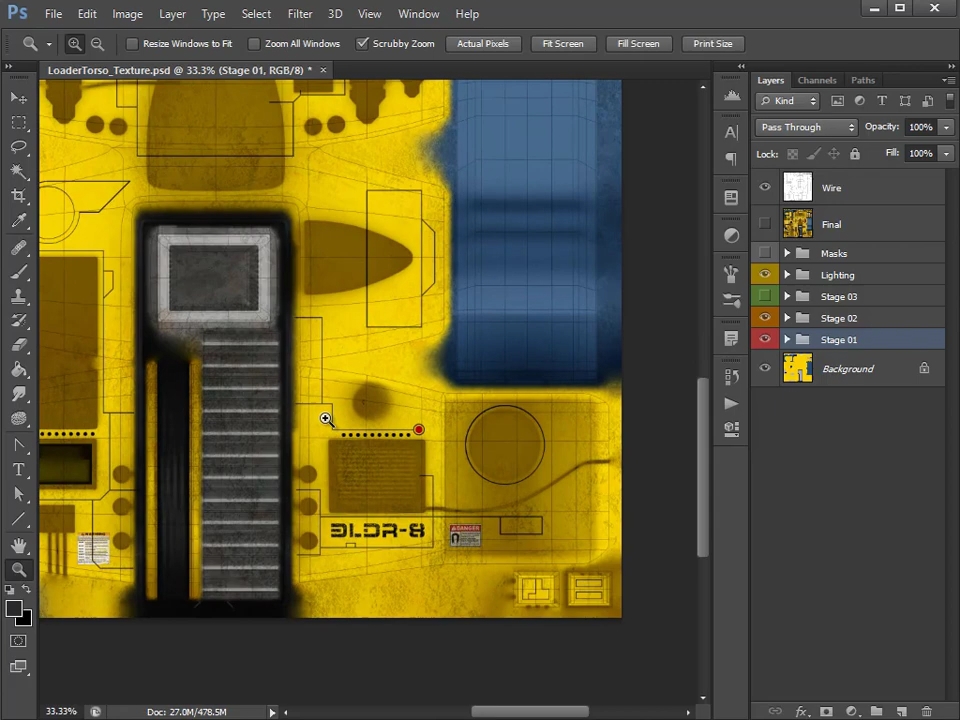 Ps File Edit Image Layer Type Select Filter 3D View Window Help
Resize Windows to Fit Zoom All Windows Scrubby Zoom Actual Pixels Fit Screen Fill Screen Print Size
LoaderTorso_Texture.psd @ 33.3% (Stage 01, RGB/8) *
Layers Channels Paths
Kind
Pass Through Opacity: 100%
Lock: Fill: 100%
Wire
Final
Masks
Lighting
Stage 03
Stage 02
Stage 01
Background
DANGER
BLDR-8
33.33% Doc: 27.0M/478.5M